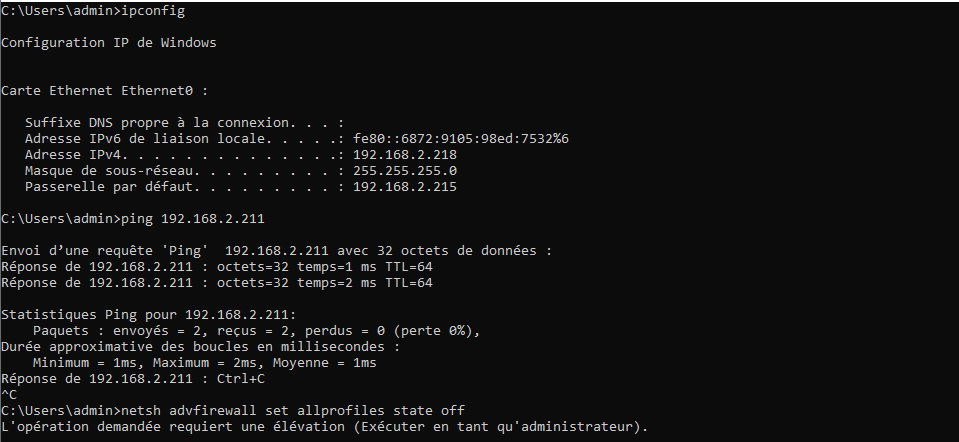 C:\Users\admin>ipconfig
Configuration IP de Windows
Carte Ethernet Ethernet0 :
Suffixe DNS propre à la connexion. . . :
Adresse IPv6 de liaison locale. . . . .: fe80::6872:9105:98ed:7532%6
Adresse IPv4. . . . . . . . . . . . . .: 192.168.2.218
Masque de sous-réseau. . . . . . . . . : 255.255.255.0
Passerelle par défaut. . . . . . . . . : 192.168.2.215
C:\Users\admin>ping 192.168.2.211
Envoi d’une requête 'Ping'  192.168.2.211 avec 32 octets de données :
Réponse de 192.168.2.211 : octets=32 temps=1 ms TTL=64
Réponse de 192.168.2.211 : octets=32 temps=2 ms TTL=64
Statistiques Ping pour 192.168.2.211:
Paquets : envoyés = 2, reçus = 2, perdus = 0 (perte 0%),
Durée approximative des boucles en millisecondes :
Minimum = 1ms, Maximum = 2ms, Moyenne = 1ms
Réponse de 192.168.2.211 : Ctrl+C
^C
C:\Users\admin>netsh advfirewall set allprofiles state off
L'opération demandée requiert une élévation (Exécuter en tant qu'administrateur).